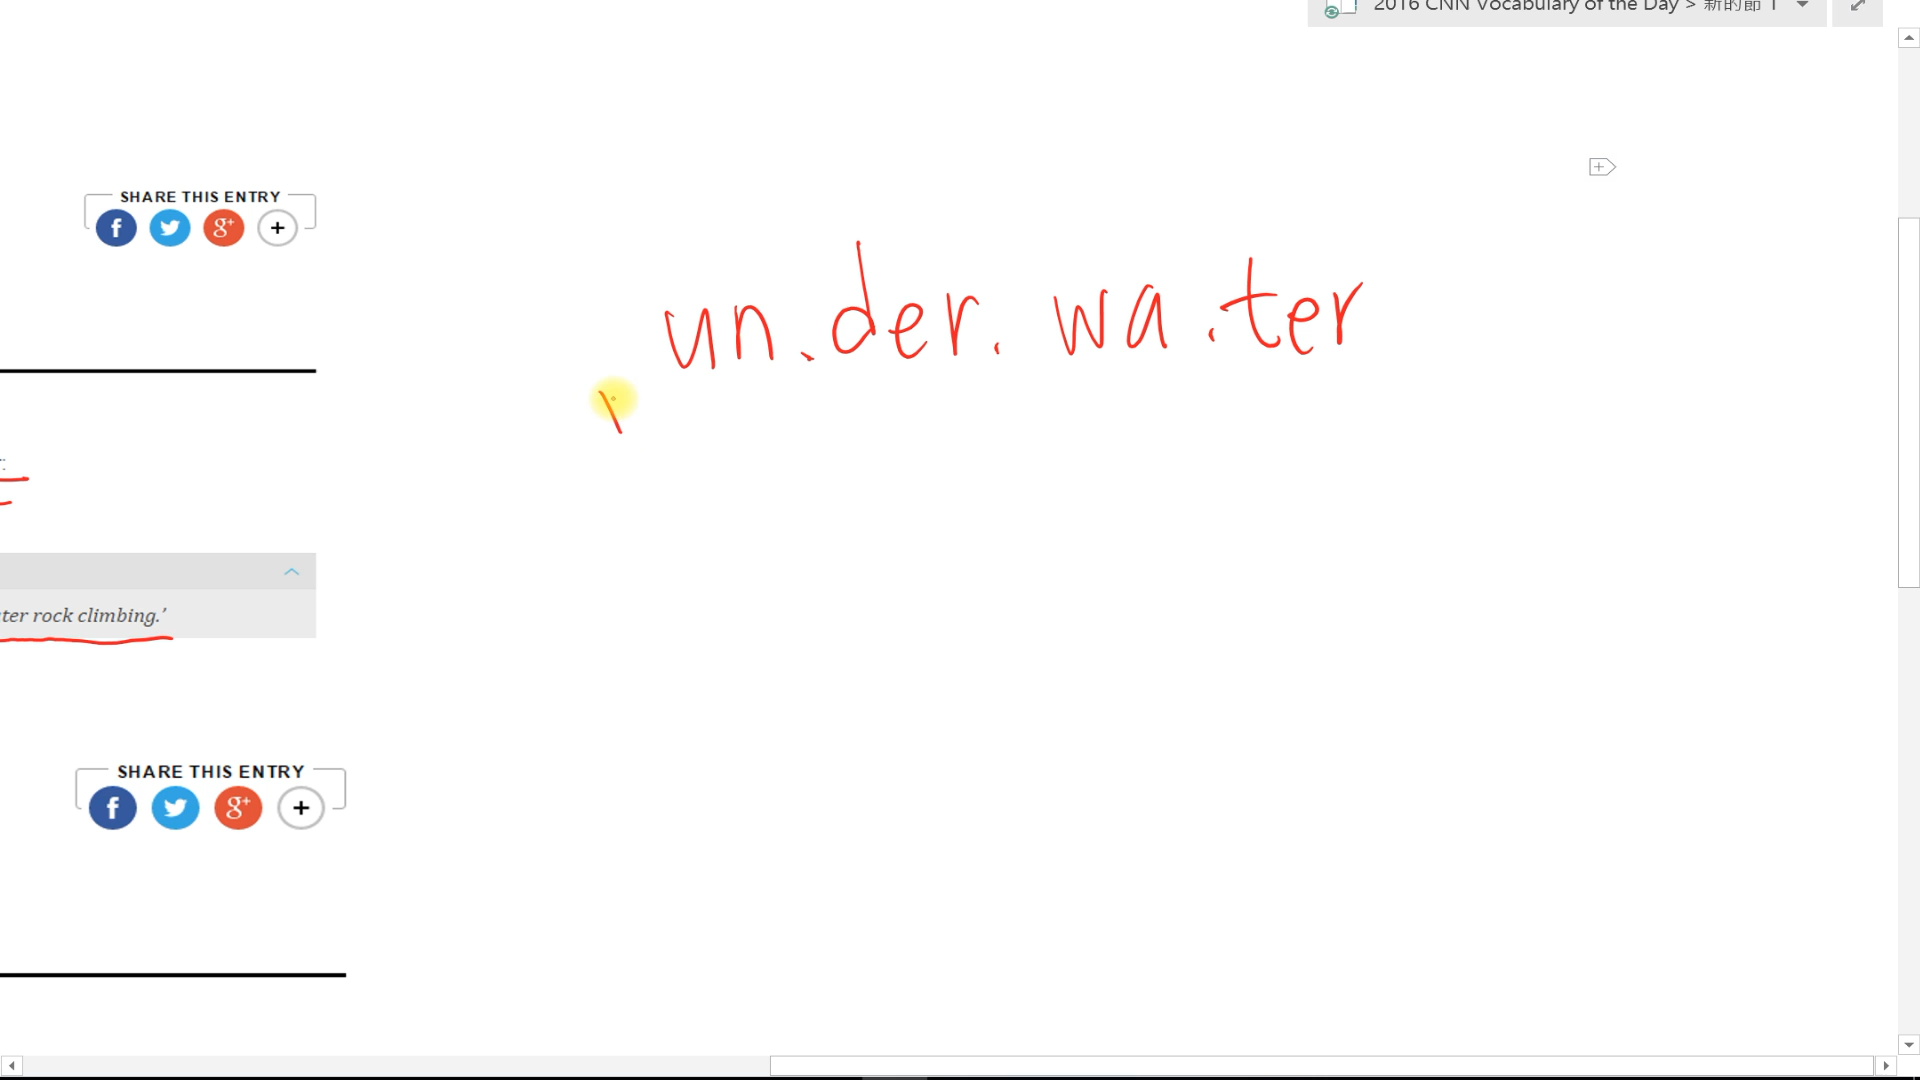 2016 CNN Vocabulary of the Day > 新的節 1
SHARE THIS ENTRY
f g+ +
un.der.wa.ter
ter rock climbing.’
SHARE THIS ENTRY
f g+ +